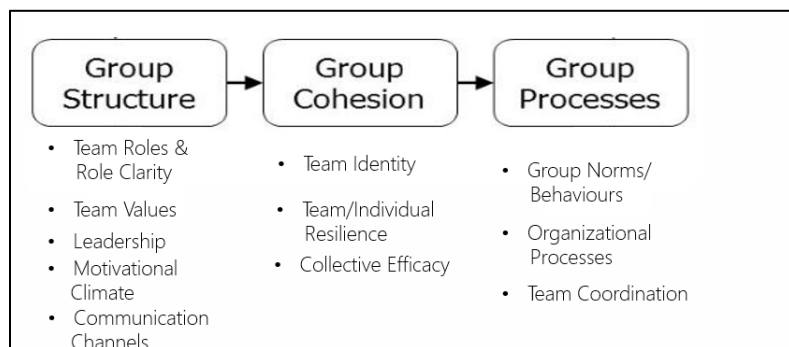 Group
Structure
Group
Cohesion
Group
Processes
• Team Roles &
Role Clarity
• Team Values
• Leadership
• Motivational
Climate
• Communication
Channels
• Team Identity
• Team/Individual
Resilience
• Collective Efficacy
• Group Norms/
Behaviours
• Organizational
Processes
• Team Coordination